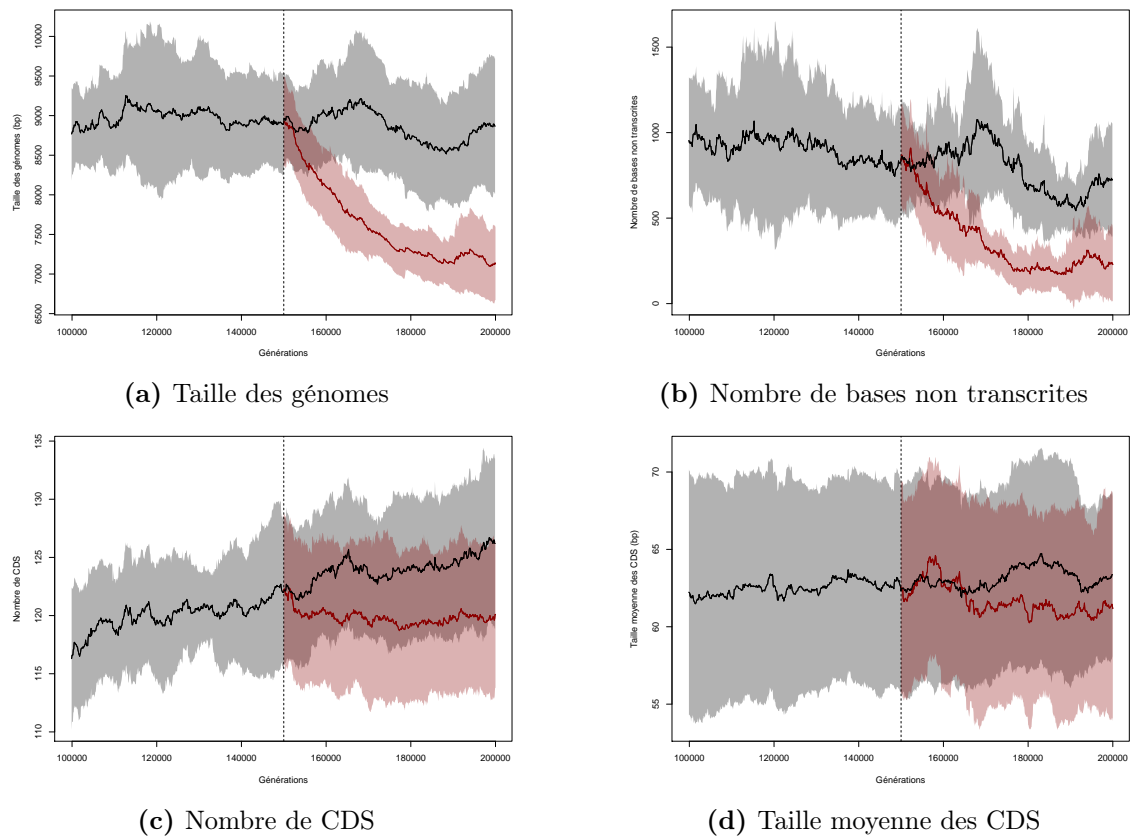 Taille des génomes (bp)
10000
9500
9000
8500
8000
7500
7000
6500
100000 120000 140000 160000 180000 200000
Générations
(a) Taille des génomes
Nombre de bases non transcrites
1500
1000
500
0
100000 120000 140000 160000 180000 200000
Générations
(b) Nombre de bases non transcrites
Nombre de CDS
135
130
125
120
115
110
100000 120000 140000 160000 180000 200000
Générations
(c) Nombre de CDS
Taille moyenne des CDS (bp)
70
65
60
55
100000 120000 140000 160000 180000 200000
Générations
(d) Taille moyenne des CDS